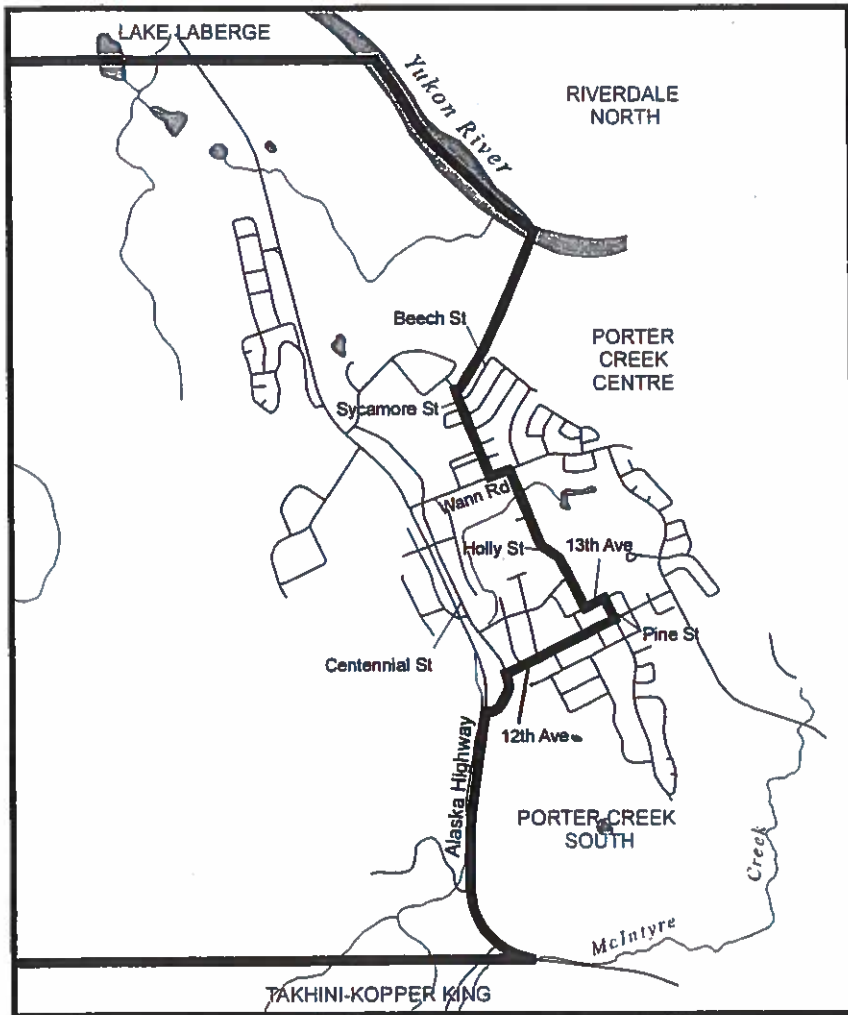 LAKE LABERGE
Yukon River
RIVERDALE
NORTH
Beech St
PORTER
CREEK
CENTRE
Sycamore St
Wann Rd
Holly St
13th Ave
Pine St
Centennial St
12th Ave
Alaska Highway
PORTER CREEK
SOUTH
McIntyre Creek
TAKHINI-KOPPER KING